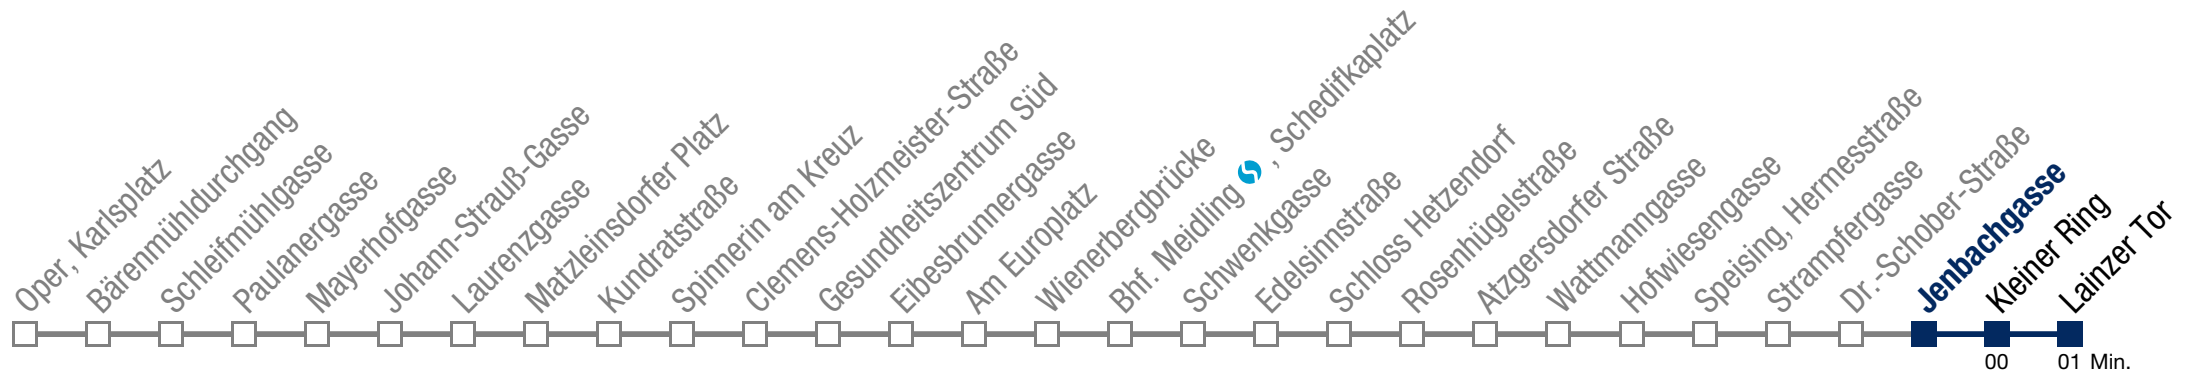 Oper, Karlsplatz
Bärenmühldurchgang
Schleifmühlgasse
Paulanergasse
Mayerhofgasse
Johann-Strauß-Gasse
Laurenzgasse
Matzleinsdorfer Platz
Kundratstraße
Spinnerin am Kreuz
Clemens-Holzmeister-Straße
Gesundheitszentrum Süd
Eibesbrunnergasse
Am Europlatz
Wienerbergbrücke
Bhf. Meidling , Schedifkaplatz
Schwenkgasse
Edelsinnstraße
Schloss Hetzendorf
Rosenhügelstraße
Atzgersdorfer Straße
Wattmanngasse
Hofwiesengasse
Speising, Hermesstraße
Strampfergasse
Dr.-Schober-Straße
Jenbachgasse
Kleiner Ring
Lainzer Tor
00 01 Min.